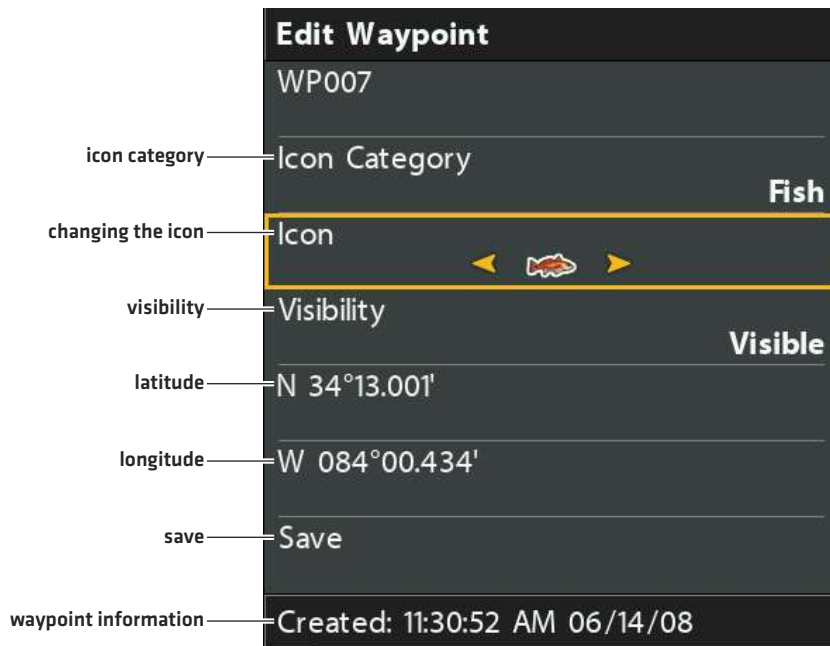 Edit Waypoint
WP007
icon category
Icon Category
Fish
changing the icon
Icon
visibility
Visibility
Visible
latitude
N 34°13.001'
longitude
W 084°00.434'
save
Save
waypoint information
Created: 11:30:52 AM 06/14/08